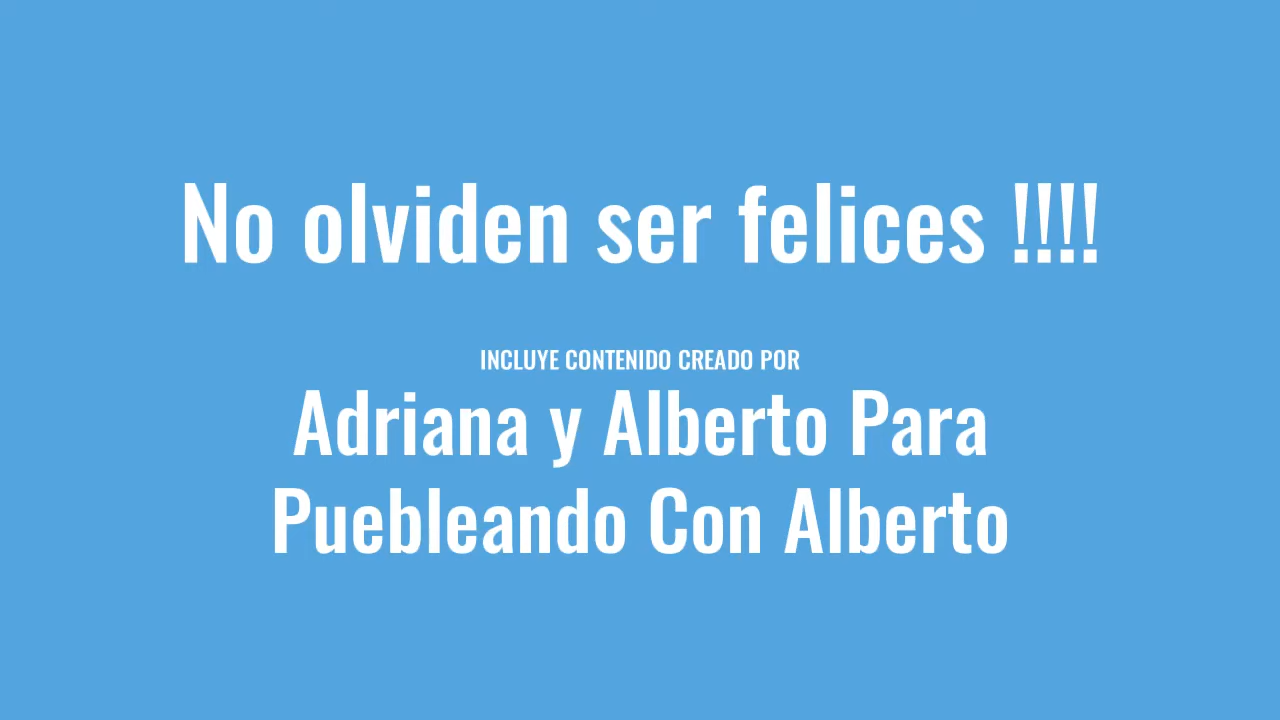 No olviden ser felices !!!!
INCLUYE CONTENIDO CREADO POR
Adriana y Alberto Para
Puebleando Con Alberto